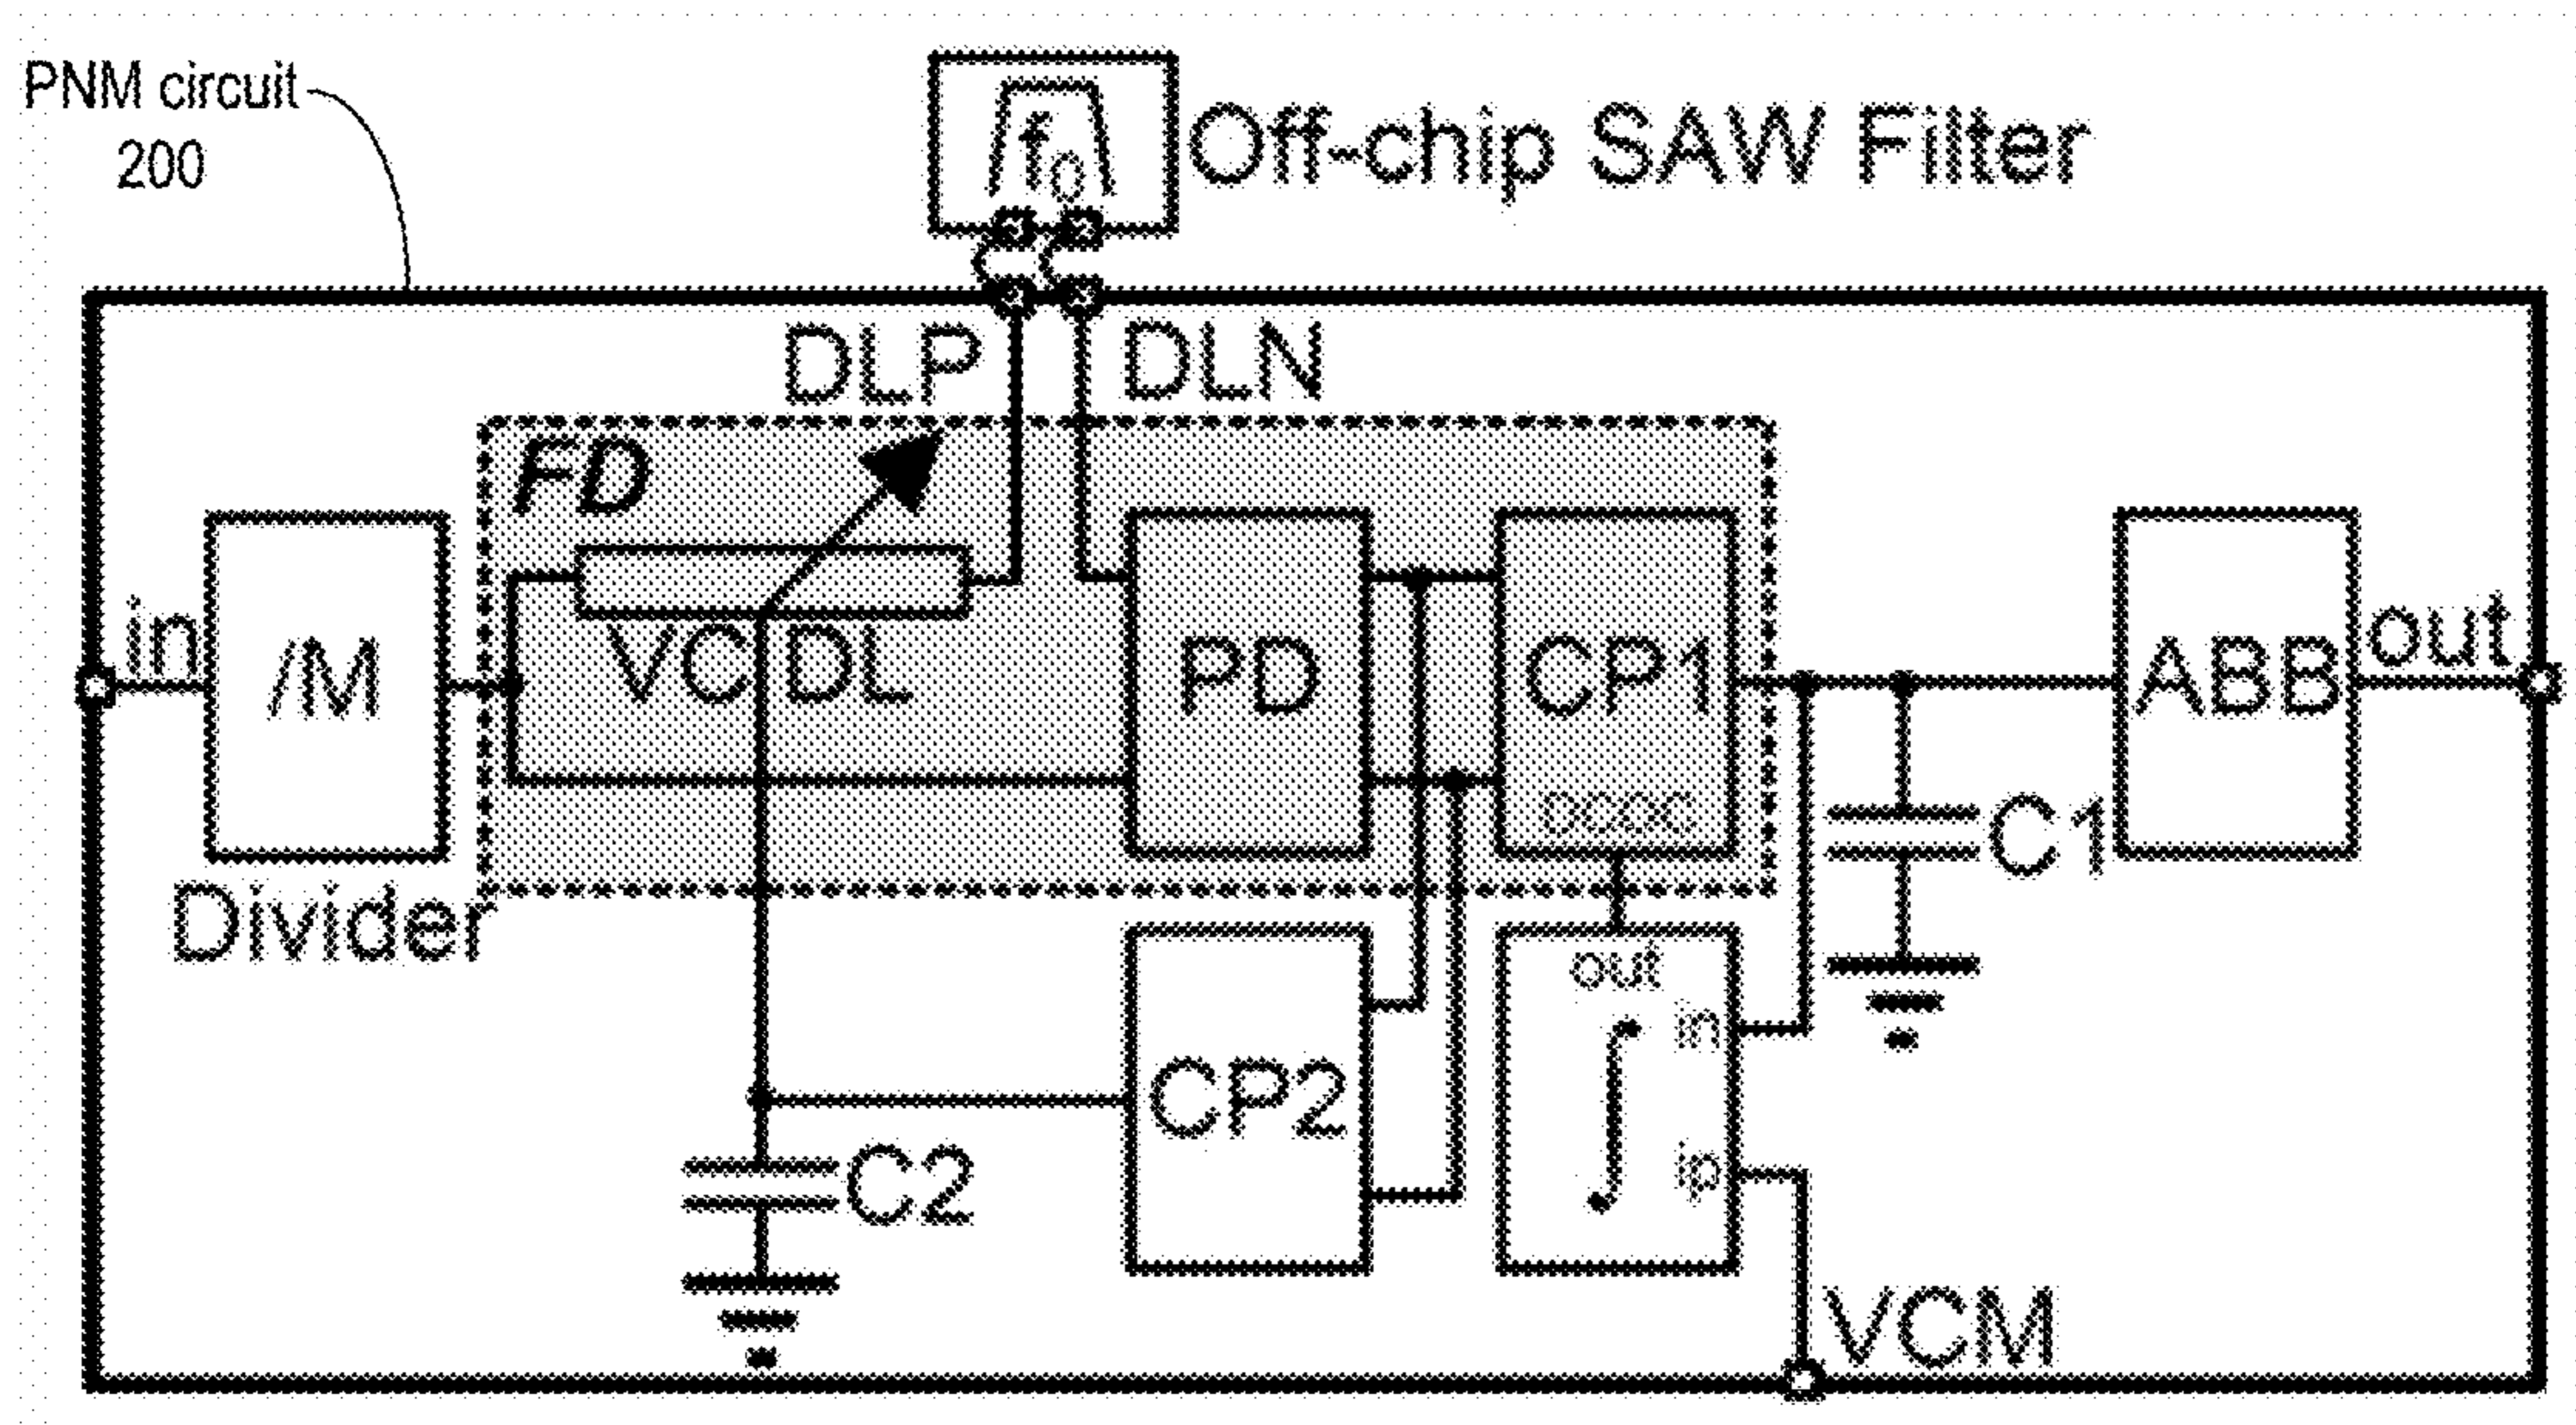 PNM circuit
200
f0
Off-chip SAW Filter
DLP
DLN
FD
in
/M
VCDL
PD
CP1
DCOC
ABB
out
Divider
C1
out
in
CP2
ip
C2
VCM